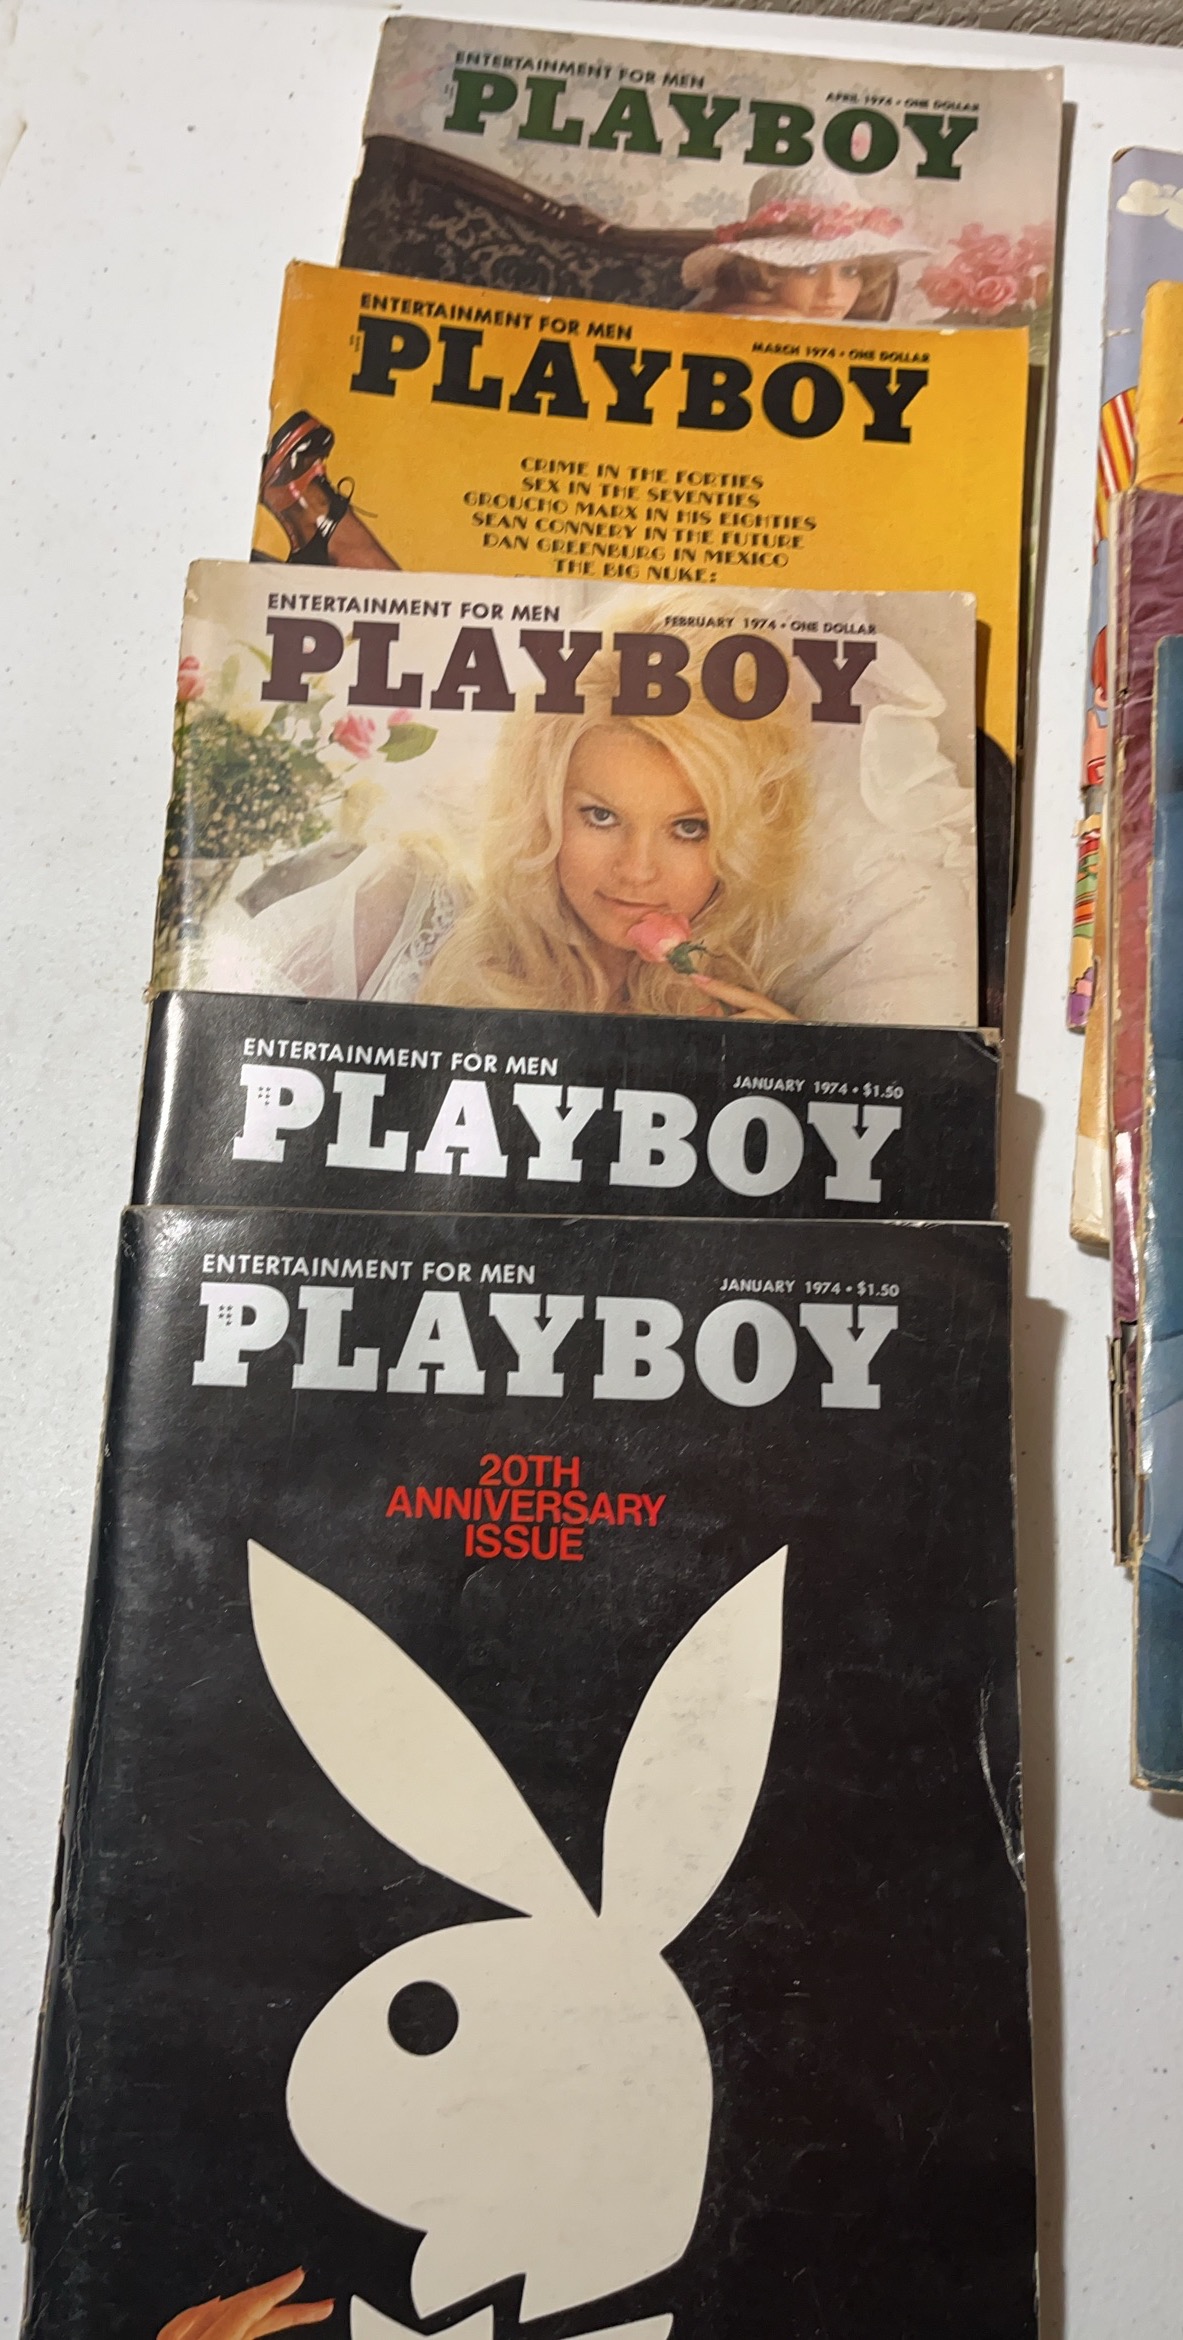 ENTERTAINMENT FOR MEN
APRIL 1974 • ONE DOLLAR
PLAYBOY
ENTERTAINMENT FOR MEN
MARCH 1974 • ONE DOLLAR
PLAYBOY
CRIME IN THE FORTIES
SEX IN THE SEVENTIES
GROUCHO MARX IN HIS EIGHTIES
SEAN CONNERY IN THE FUTURE
DAN GREENBURG IN MEXICO
THE BIG NUKE:
ENTERTAINMENT FOR MEN
FEBRUARY 1974 • ONE DOLLAR
PLAYBOY
ENTERTAINMENT FOR MEN
JANUARY 1974 • $1.50
PLAYBOY
ENTERTAINMENT FOR MEN
JANUARY 1974 • $1.50
PLAYBOY
20TH
ANNIVERSARY
ISSUE